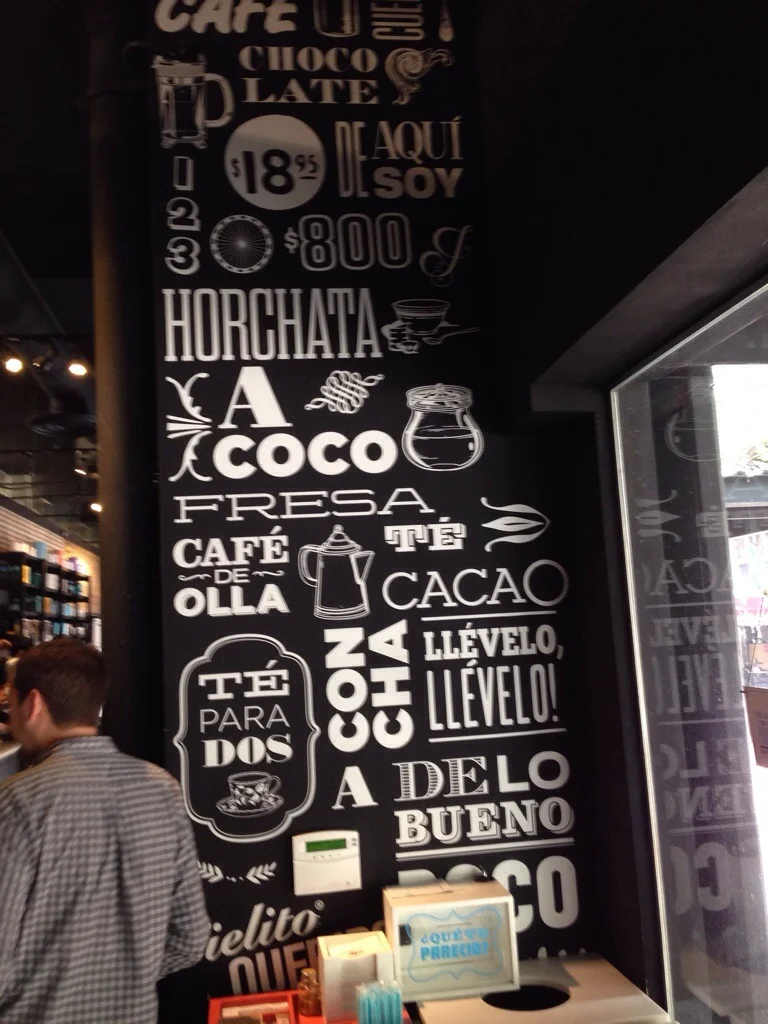 CAFÉ
CHOCO
LATE
1
2
3
$18.95
DE AQUÍ
SOY
$800
HORCHATA
A
COCO
FRESA
CAFÉ
DE
OLLA
TÉ
CACAO
CON
CHA
LLÉVELO,
LLÉVELO!
TÉ
PARA
DOS
A
DE LO
BUENO
POCO
¿QUÉ TE
PARECIÓ?